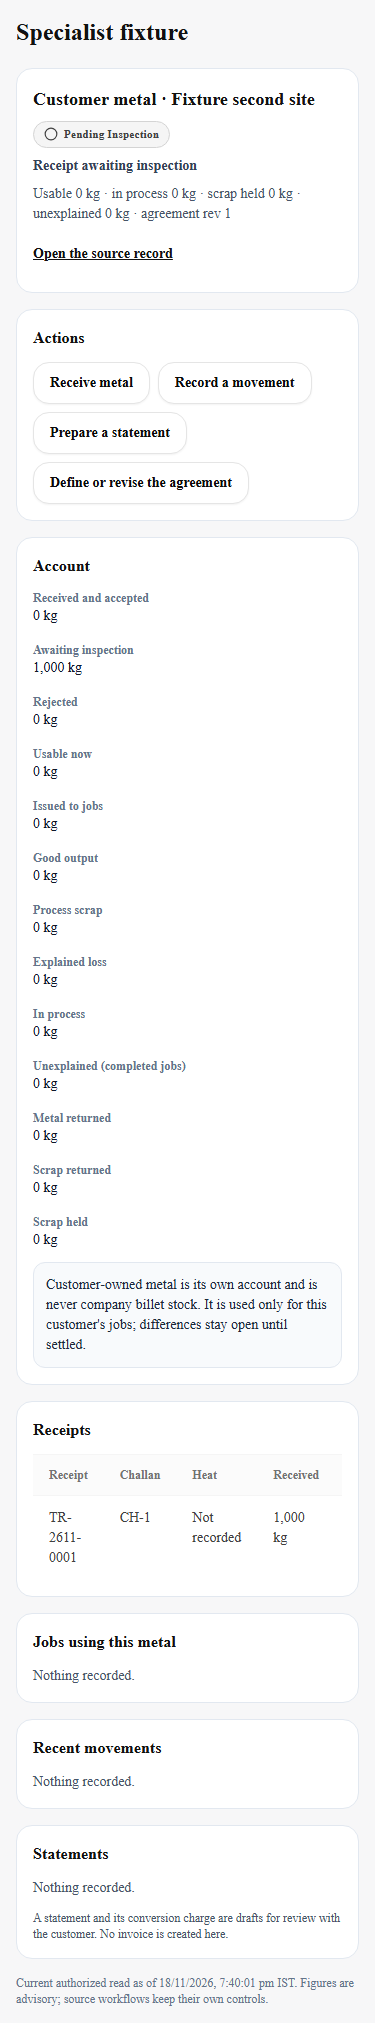 Specialist fixture
Customer metal · Fixture second site
Pending Inspection
Receipt awaiting inspection
Usable 0 kg · in process 0 kg · scrap held 0 kg ·
unexplained 0 kg · agreement rev 1
Open the source record
Actions
Receive metal
Record a movement
Prepare a statement
Define or revise the agreement
Account
Received and accepted
0 kg
Awaiting inspection
1,000 kg
Rejected
0 kg
Usable now
0 kg
Issued to jobs
0 kg
Good output
0 kg
Process scrap
0 kg
Explained loss
0 kg
In process
0 kg
Unexplained (completed jobs)
0 kg
Metal returned
0 kg
Scrap returned
0 kg
Scrap held
0 kg
Customer-owned metal is its own account and is
never company billet stock. It is used only for this
customer's jobs; differences stay open until
settled.
Receipts
Receipt Challan Heat Received
TR- CH-1 Not 1,000
2611- recorded kg
0001
Jobs using this metal
Nothing recorded.
Recent movements
Nothing recorded.
Statements
Nothing recorded.
A statement and its conversion charge are drafts for review with
the customer. No invoice is created here.
Current authorized read as of 18/11/2026, 7:40:01 pm IST. Figures are
advisory; source workflows keep their own controls.